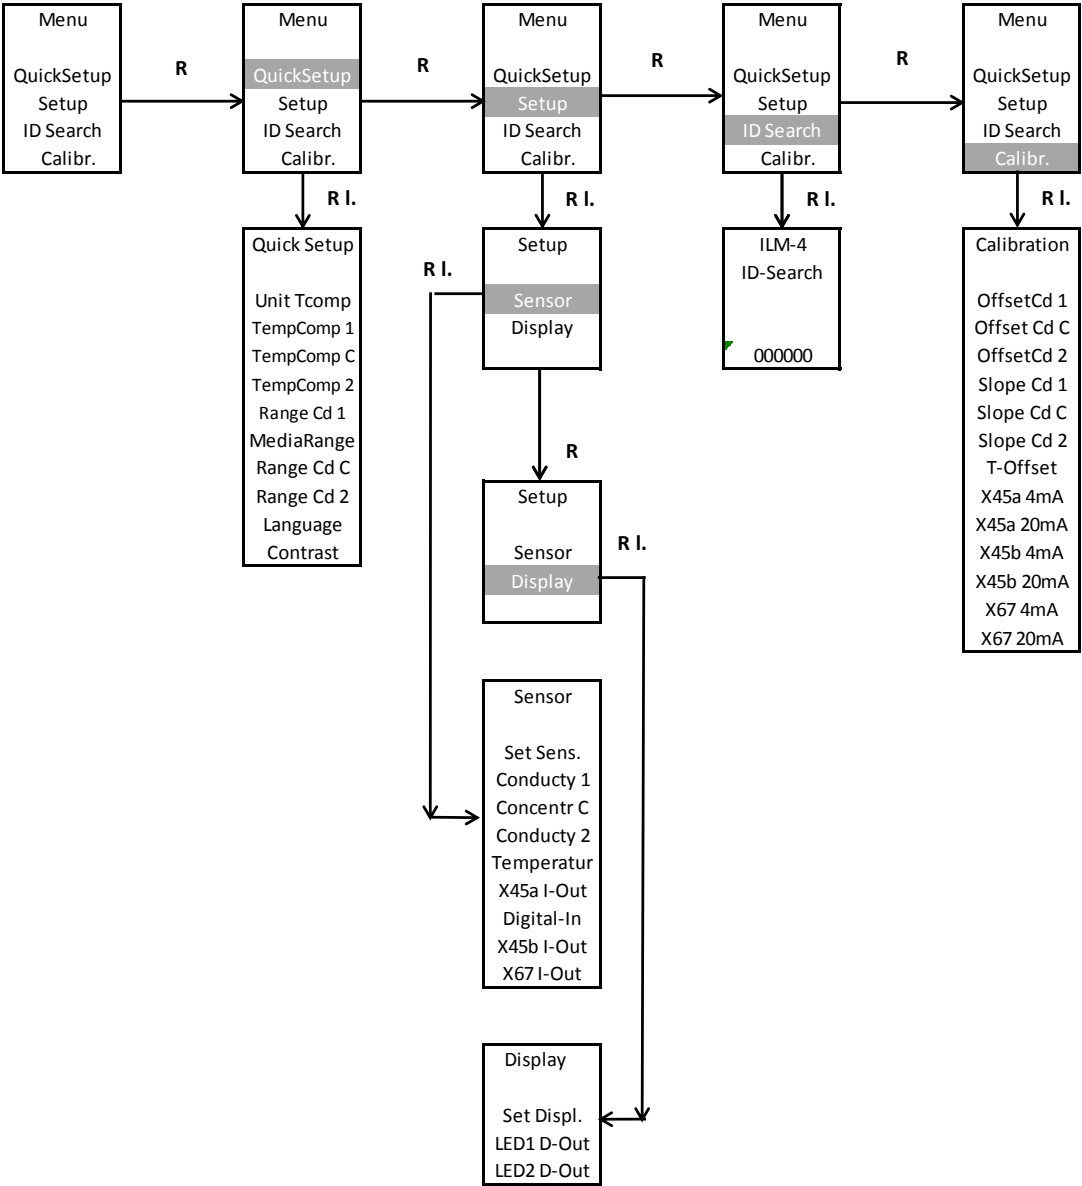 Menu
QuickSetup
Setup
ID Search
Calibr.
R
Menu
QuickSetup
Setup
ID Search
Calibr.
R
Menu
QuickSetup
Setup
ID Search
Calibr.
R
Menu
QuickSetup
Setup
ID Search
Calibr.
R
Menu
QuickSetup
Setup
ID Search
Calibr.
R l.
Quick Setup
Unit Tcomp
TempComp 1
TempComp C
TempComp 2
Range Cd 1
MediaRange
Range Cd C
Range Cd 2
Language
Contrast
R l.
Setup
Sensor
Display
R l.
R
Setup
Sensor
Display
R l.
Sensor
Set Sens.
Conducty 1
Concentr C
Conducty 2
Temperatur
X45a I-Out
Digital-In
X45b I-Out
X67 I-Out
Display
Set Displ.
LED1 D-Out
LED2 D-Out
R l.
ILM-4
ID-Search
000000
R l.
Calibration
OffsetCd 1
Offset Cd C
OffsetCd 2
Slope Cd 1
Slope Cd C
Slope Cd 2
T-Offset
X45a 4mA
X45a 20mA
X45b 4mA
X45b 20mA
X67 4mA
X67 20mA